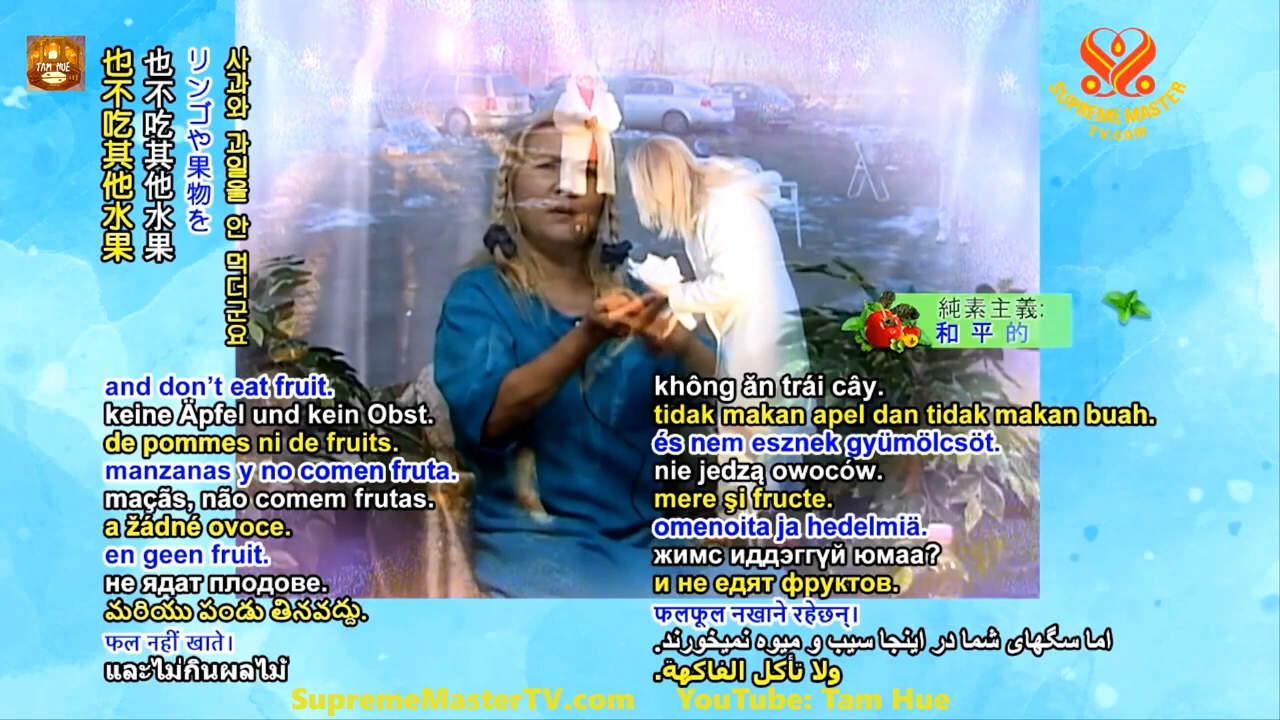 TAM HUE
也不吃其他水果
也不吃其他水果
リンゴや果物を
사과와 과일을 안 먹더군요
SUPREME MASTER
TV.com
純素主義:
和平的
and don't eat fruit.
keine Äpfel und kein Obst.
de pommes ni de fruits.
manzanas y no comen fruta.
maçãs, não comem frutas.
a žádné ovoce.
en geen fruit.
не ядат плодове.
మరియు పండు తినవద్దు.
फल नहीं खाते।
และไม่กินผลไม้
không ăn trái cây.
tidak makan apel dan tidak makan buah.
és nem esznek gyümölcsöt.
nie jedzą owoców.
mere şi fructe.
omenoita ja hedelmiä.
жимс иддэггүй юмаа?
и не едят фруктов.
फलफूल नखाने रहेछन्।
اما سگهای شما در اینجا سیب و میوه نمیخورند.
ولا تأكل الفاكهة.
SupremeMasterTV.com YouTube: Tam Hue